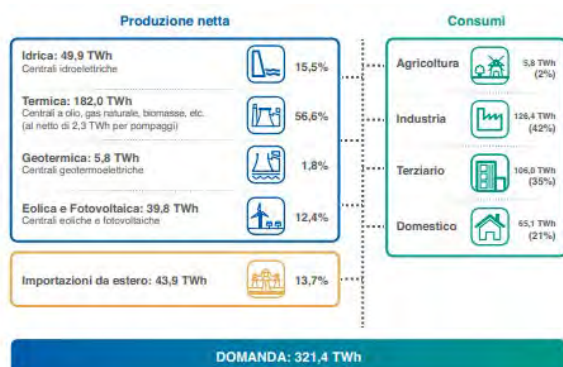 Produzione netta
Idrica: 49,9 TWh
Centrali idroelettriche
15,5%
Termica: 182,0 TWh
Centrali a olio, gas naturale, biomasse, etc.
(al netto di 2,3 TWh per pompaggi)
56,6%
Geotermica: 5,8 TWh
Centrali geotermoelettriche
1,8%
Eolica e Fotovoltaica: 39,8 TWh
Centrali eoliche e fotovoltaiche
12,4%
Importazioni da estero: 43,9 TWh
13,7%
Consumi
Agricoltura
5,8 TWh
(2%)
Industria
126,4 TWh
(42%)
Terziario
106,0 TWh
(35%)
Domestico
65,1 TWh
(21%)
DOMANDA: 321,4 TWh